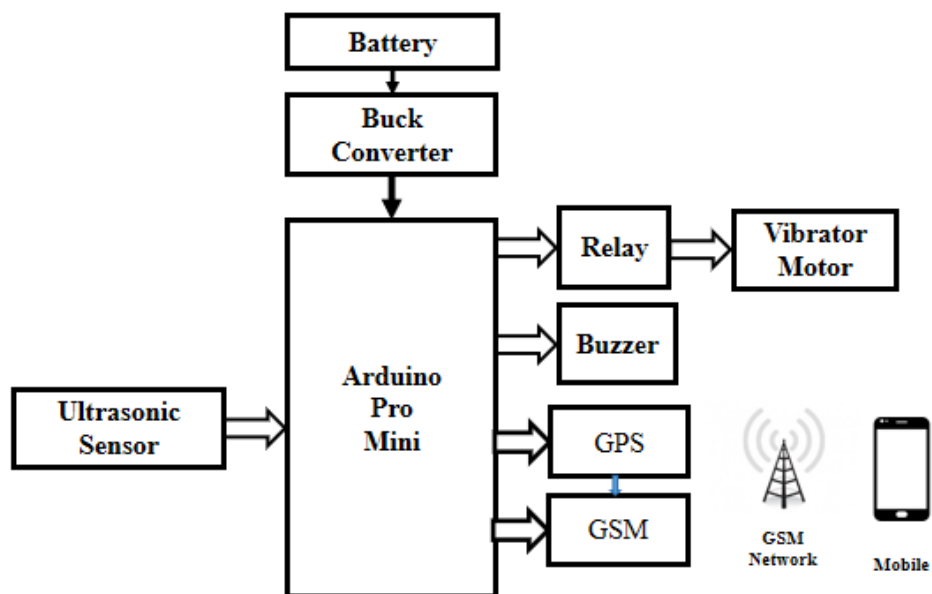 Battery
Buck
Converter
Relay
Vibrator
Motor
Buzzer
Arduino
Pro
Mini
Ultrasonic
Sensor
GPS
GSM
GSM
Network
Mobile